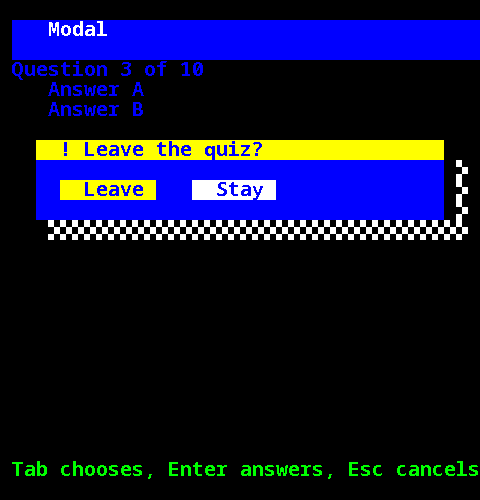 Modal
Question 3 of 10
Answer A
Answer B
! Leave the quiz?
Leave Stay
Tab chooses, Enter answers, Esc cancels